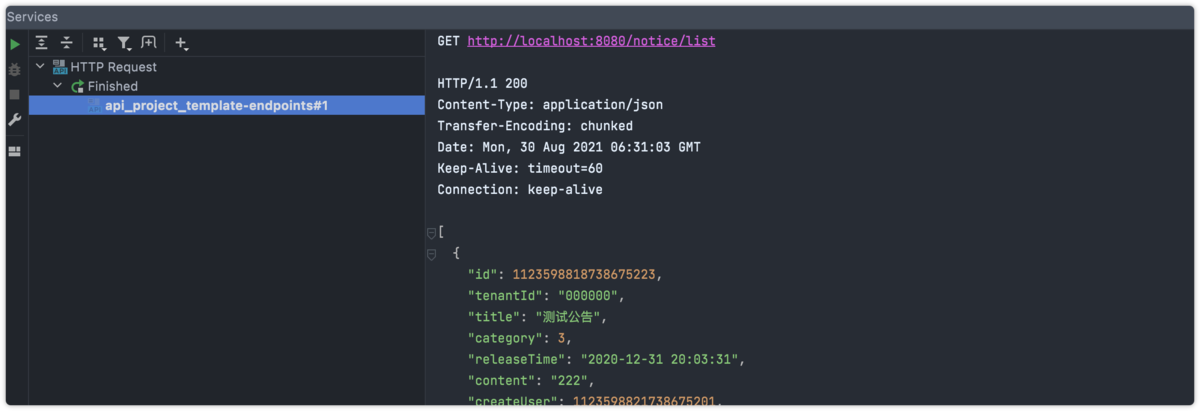 Services
HTTP Request
Finished
api_project_template-endpoints#1
GET http://localhost:8080/notice/list
HTTP/1.1 200
Content-Type: application/json
Transfer-Encoding: chunked
Date: Mon, 30 Aug 2021 06:31:03 GMT
Keep-Alive: timeout=60
Connection: keep-alive
[
{
"id": 1123598818738675223,
"tenantId": "000000",
"title": "测试公告",
"category": 3,
"releaseTime": "2020-12-31 20:03:31",
"content": "222",
"createUser": 1123598821738675201,